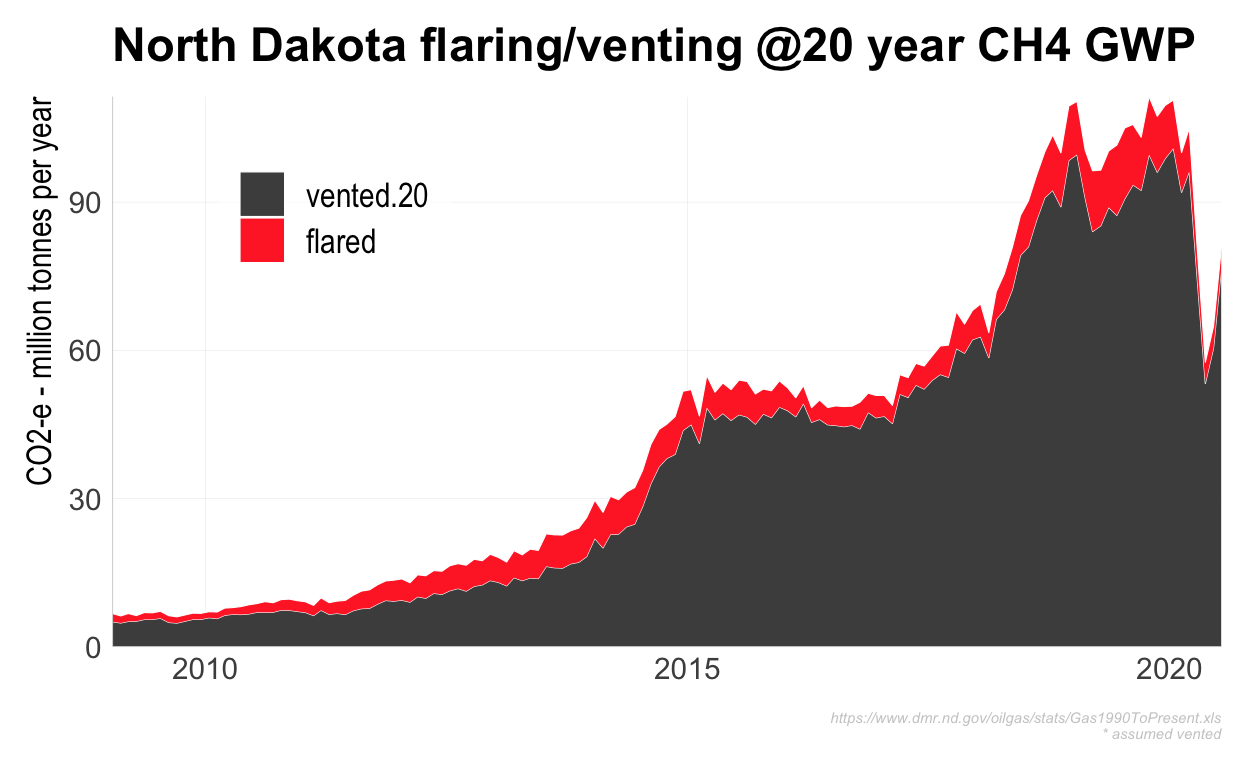 North Dakota flaring/venting @20 year CH4 GWP
CO2-e - million tonnes per year
90
60
30
0
vented.20
flared
2010
2015
2020
https://www.dmr.nd.gov/oilgas/stats/Gas1990ToPresent.xls
* assumed vented